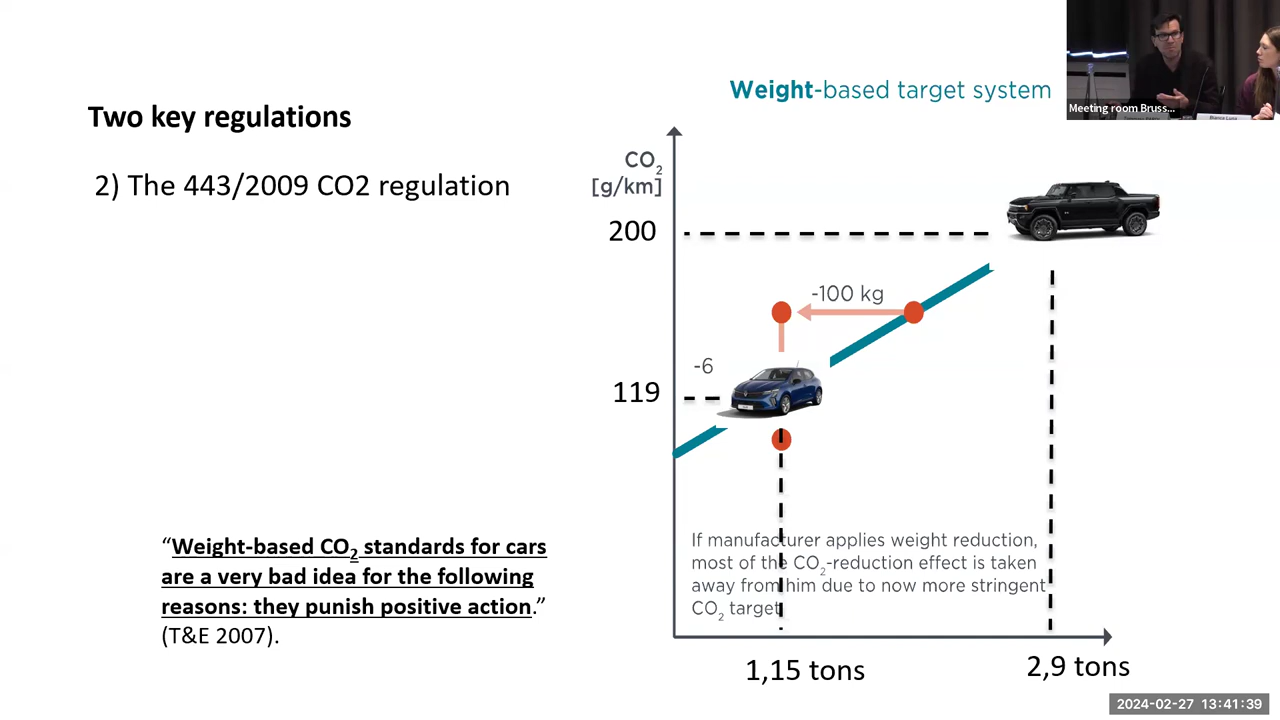 Two key regulations
2) The 443/2009 CO2 regulation
“Weight-based CO2 standards for cars
are a very bad idea for the following
reasons: they punish positive action.”
(T&E 2007).
Weight-based target system
CO2
[g/km]
200
-100 kg
-6
119
If manufacturer applies weight reduction,
most of the CO2-reduction effect is taken
away from him due to now more stringent
CO2 target
1,15 tons
2,9 tons
Meeting room Bruss...
2024-02-27 13:41:39